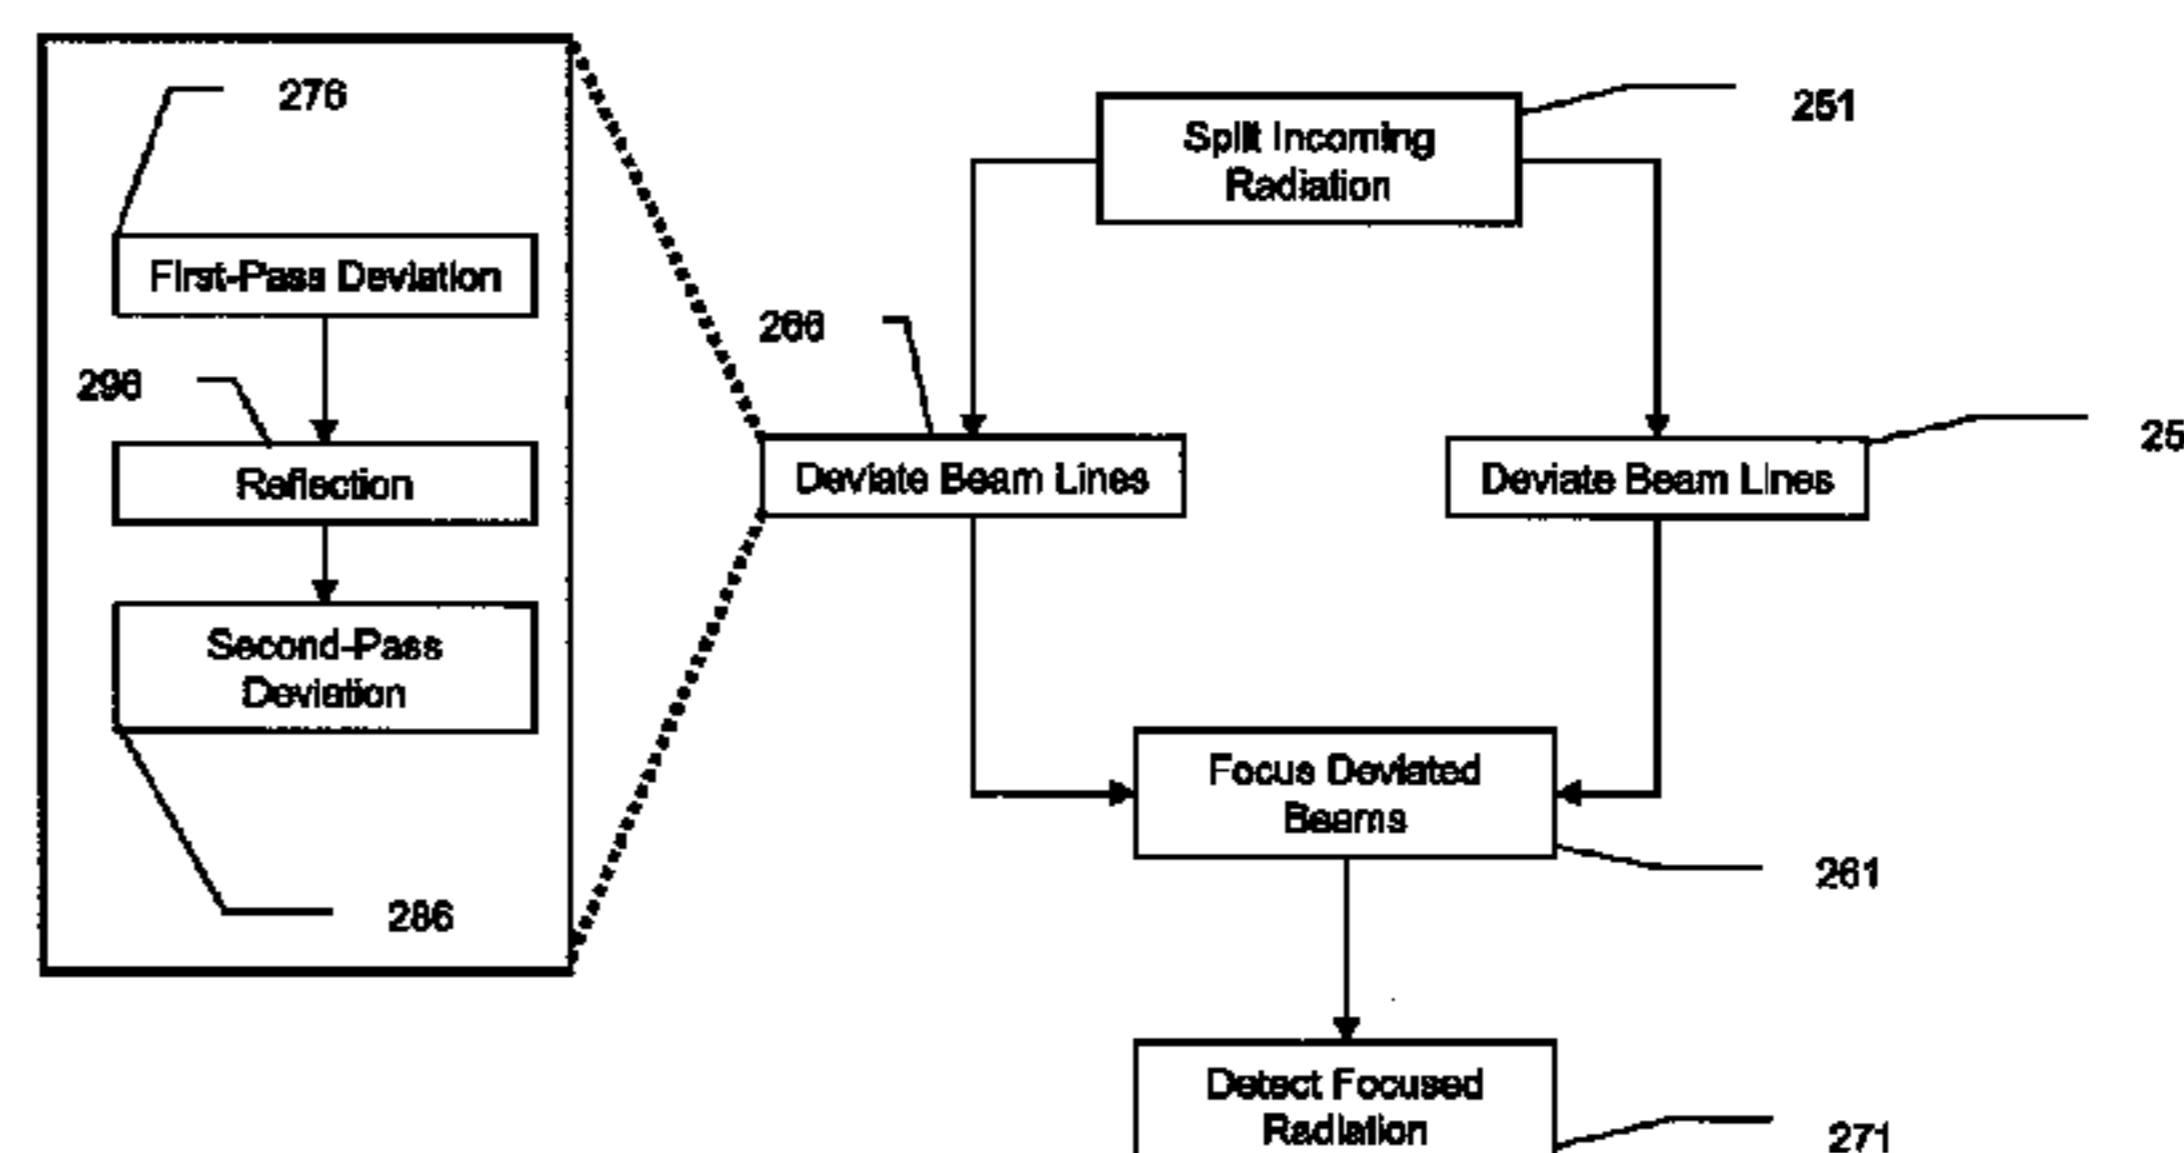 276
251
Split Incoming
Radiation
First-Pass Deviation
266
296
Reflection
Deviate Beam Lines
Deviate Beam Lines
25
Second-Pass
Deviation
Focus Deviated
Beams
261
286
Detect Focused
Radiation
271